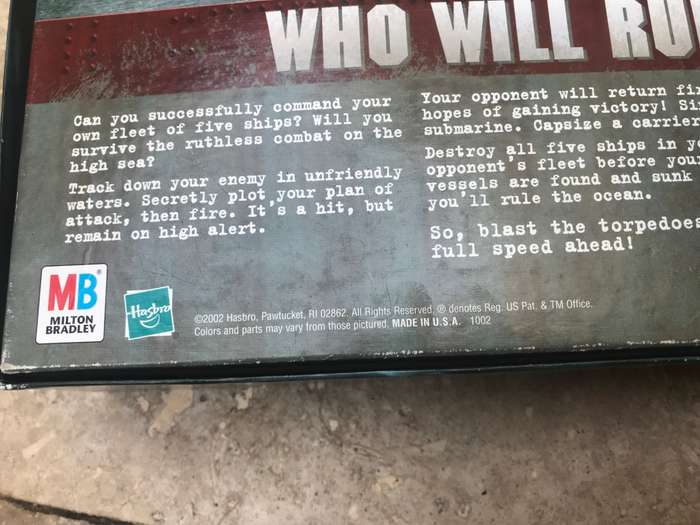 WHO WILL RU
Can you successfully command your
own fleet of five ships? Will you
survive the ruthless combat on the
high sea?
Track down your enemy in unfriendly
waters. Secretly plot your plan of
attack, then fire. It's a hit, but
remain on high alert.
Your opponent will return
hopes of gaining victory!
submarine. Capsize a carrier
Destroy all five ships in
opponent's fleet before your
vessels are found and sunk
you'll rule the ocean.
So, blast the torpedoes
full speed ahead!
MB
MILTON
BRADLEY
Hasbro
©2002 Hasbro, Pawtucket, RI 02862. All Rights Reserved. ® denotes Reg. US Pat. & TM Office.
Colors and parts may vary from those pictured. MADE IN U.S.A. 1002